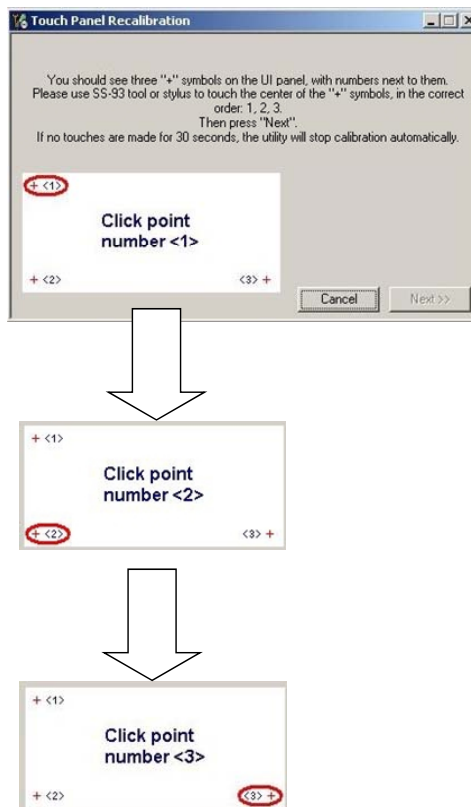 Touch Panel Recalibration
You should see three "+" symbols on the UI panel, with numbers next to them.
Please use SS-93 tool or stylus to touch the center of the "+" symbols, in the correct
order: 1, 2, 3.
Then press "Next".
If no touches are made for 30 seconds, the utility will stop calibration automatically.
+ <1>
Click point
number <1>
+ <2> <3> +
Cancel Next >>
+ <1>
Click point
number <2>
+ <2> <3> +
+ <1>
Click point
number <3>
+ <2> <3> +